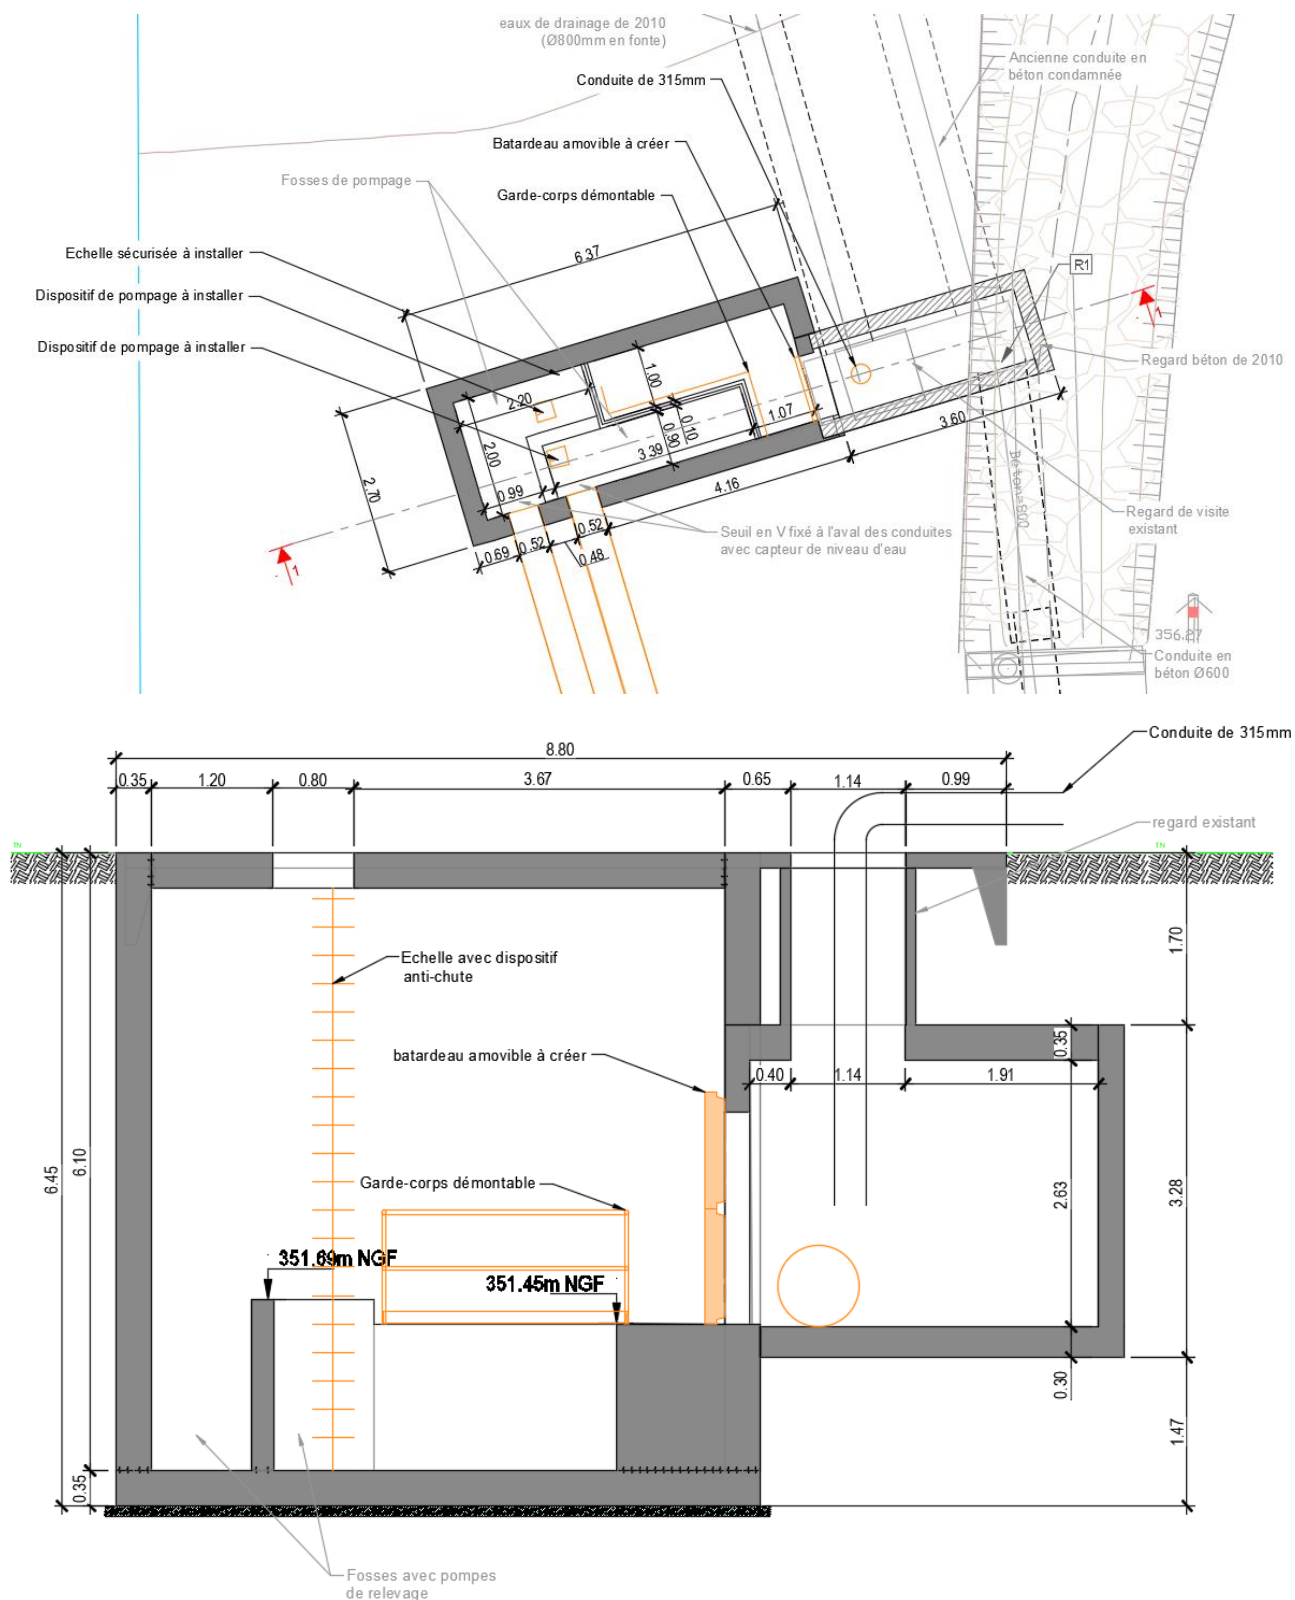 eaux de drainage de 2010
(Ø800mm en fonte)
Conduite de 315mm
Ancienne conduite en
béton condamnée
Batardeau amovible à créer
Fosses de pompage
Garde-corps démontable
Echelle sécurisée à installer
6.37
R1
Dispositif de pompage à installer
1
Dispositif de pompage à installer
Regard béton de 2010
1.00
2.20
1.07
0.10
0.90
3.60
3.39
2.00
2.70
4.16
0.99
Regard de visite
existant
0.52
Seuil en V fixé à l'aval des conduites
avec capteur de niveau d'eau
0.69
0.52
0.48
1
356.27
Conduite en
béton Ø600
Conduite de 315mm
8.80
0.35
1.20
0.80
3.67
0.65
1.14
0.99
regard existant
TN
TN
1.70
Echelle avec dispositif
anti-chute
batardeau amovible à créer
0.35
0.40
1.14
1.91
6.45
6.10
2.63
3.28
Garde-corps démontable
351.69m NGF
351.45m NGF
0.30
1.47
0.35
Fosses avec pompes
de relevage